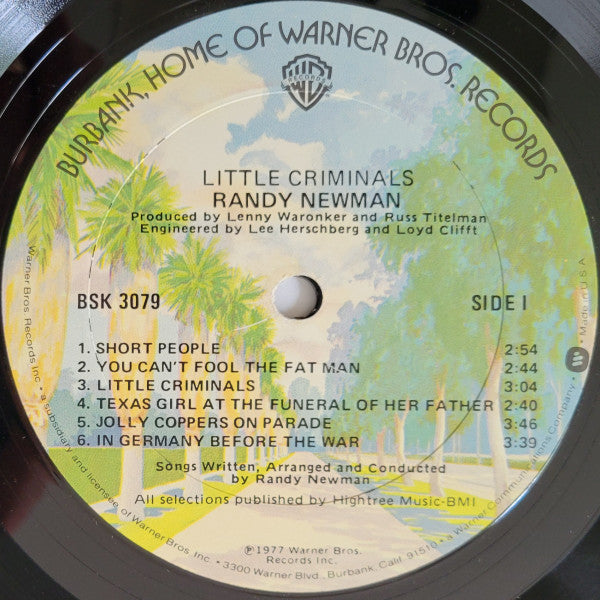 BURBANK, HOME OF WARNER BROS. RECORDS
RECORDS
LITTLE CRIMINALS
RANDY NEWMAN
Produced by Lenny Waronker and Russ Titelman
Engineered by Lee Herschberg and Loyd Clifft
BSK 3079
SIDE I
1. SHORT PEOPLE 2:54
2. YOU CAN'T FOOL THE FAT MAN 2:44
3. LITTLE CRIMINALS 3:04
4. TEXAS GIRL AT THE FUNERAL OF HER FATHER 2:40
5. JOLLY COPPERS ON PARADE 3:46
6. IN GERMANY BEFORE THE WAR 3:39
Songs Written, Arranged and Conducted
by Randy Newman
All selections published by Hightree Music-BMI
℗1977 Warner Bros.
Records Inc.
Warner Bros. Records Inc. • a subsidiary and licensee of Warner Bros. Inc. • 3300 Warner Blvd., Burbank, Calif. 91510 • a Warner Communications Company • Made in U.S.A.